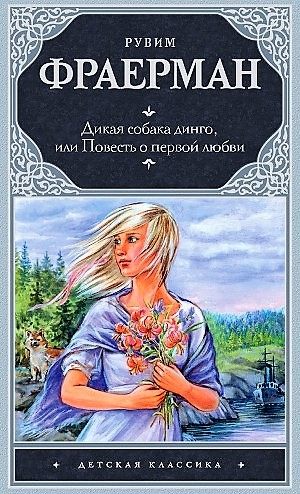 РУВИМ
ФРАЕРМАН
Дикая собака динго,
или Повесть о первой любви
ДЕТСКАЯ КЛАССИКА